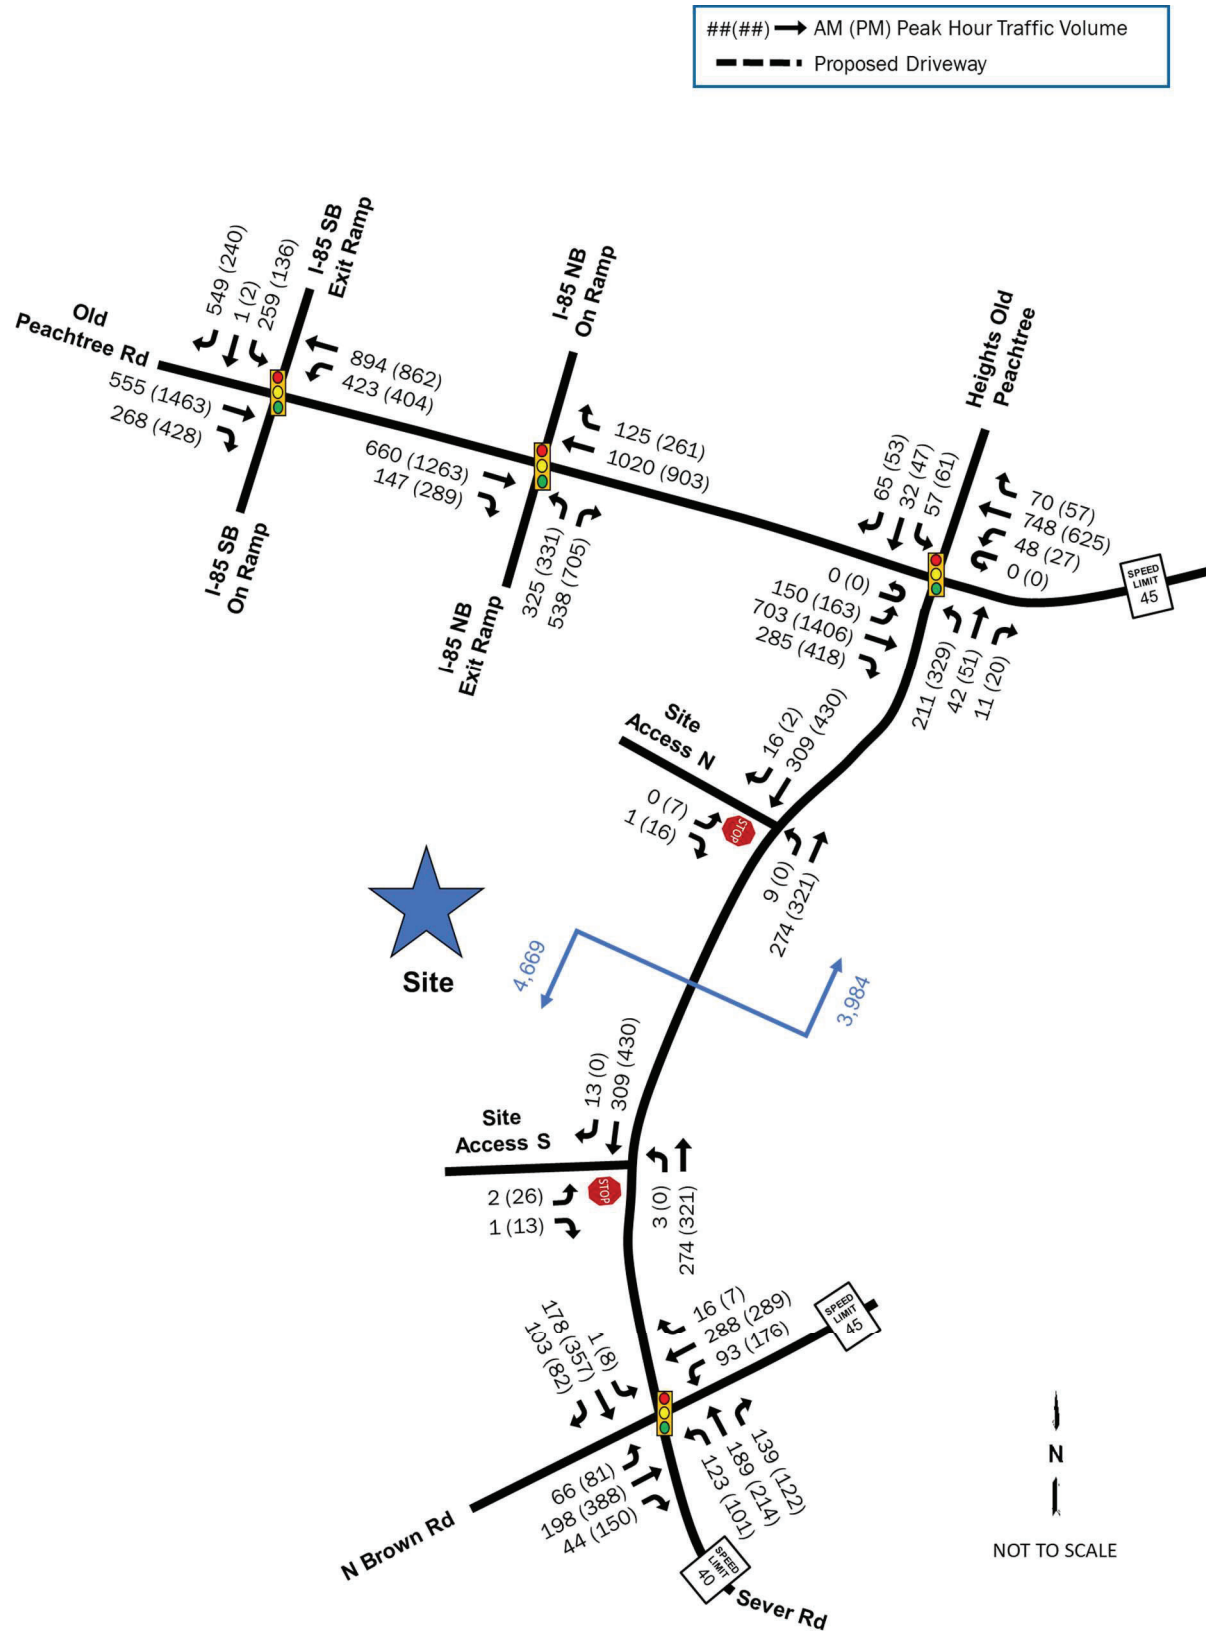 ##(##) AM (PM) Peak Hour Traffic Volume
Proposed Driveway
I-85 SB
Exit Ramp
549 (240)
1 (2)
259 (136)
Old
Peachtree Rd
894 (862)
423 (404)
555 (1463)
268 (428)
I-85 SB
On Ramp
I-85 NB
On Ramp
125 (261)
1020 (903)
660 (1263)
147 (289)
325 (331)
538 (705)
I-85 NB
Exit Ramp
Heights Old
Peachtree
65 (53)
32 (47)
57 (61)
70 (57)
748 (625)
48 (27)
0 (0)
SPEED
LIMIT
45
0 (0)
150 (163)
703 (1406)
285 (418)
211 (329)
42 (51)
11 (20)
Site
Access N
16 (2)
309 (430)
0 (7)
1 (16)
STOP
9 (0)
274 (321)
Site
4,669
3,984
13 (0)
309 (430)
Site
Access S
2 (26)
1 (13)
STOP
3 (0)
274 (321)
16 (7)
288 (289)
93 (176)
SPEED
LIMIT
45
1 (8)
178 (357)
103 (82)
66 (81)
198 (388)
44 (150)
139 (122)
189 (214)
123 (101)
N Brown Rd
SPEED
LIMIT
40
Sever Rd
N
NOT TO SCALE